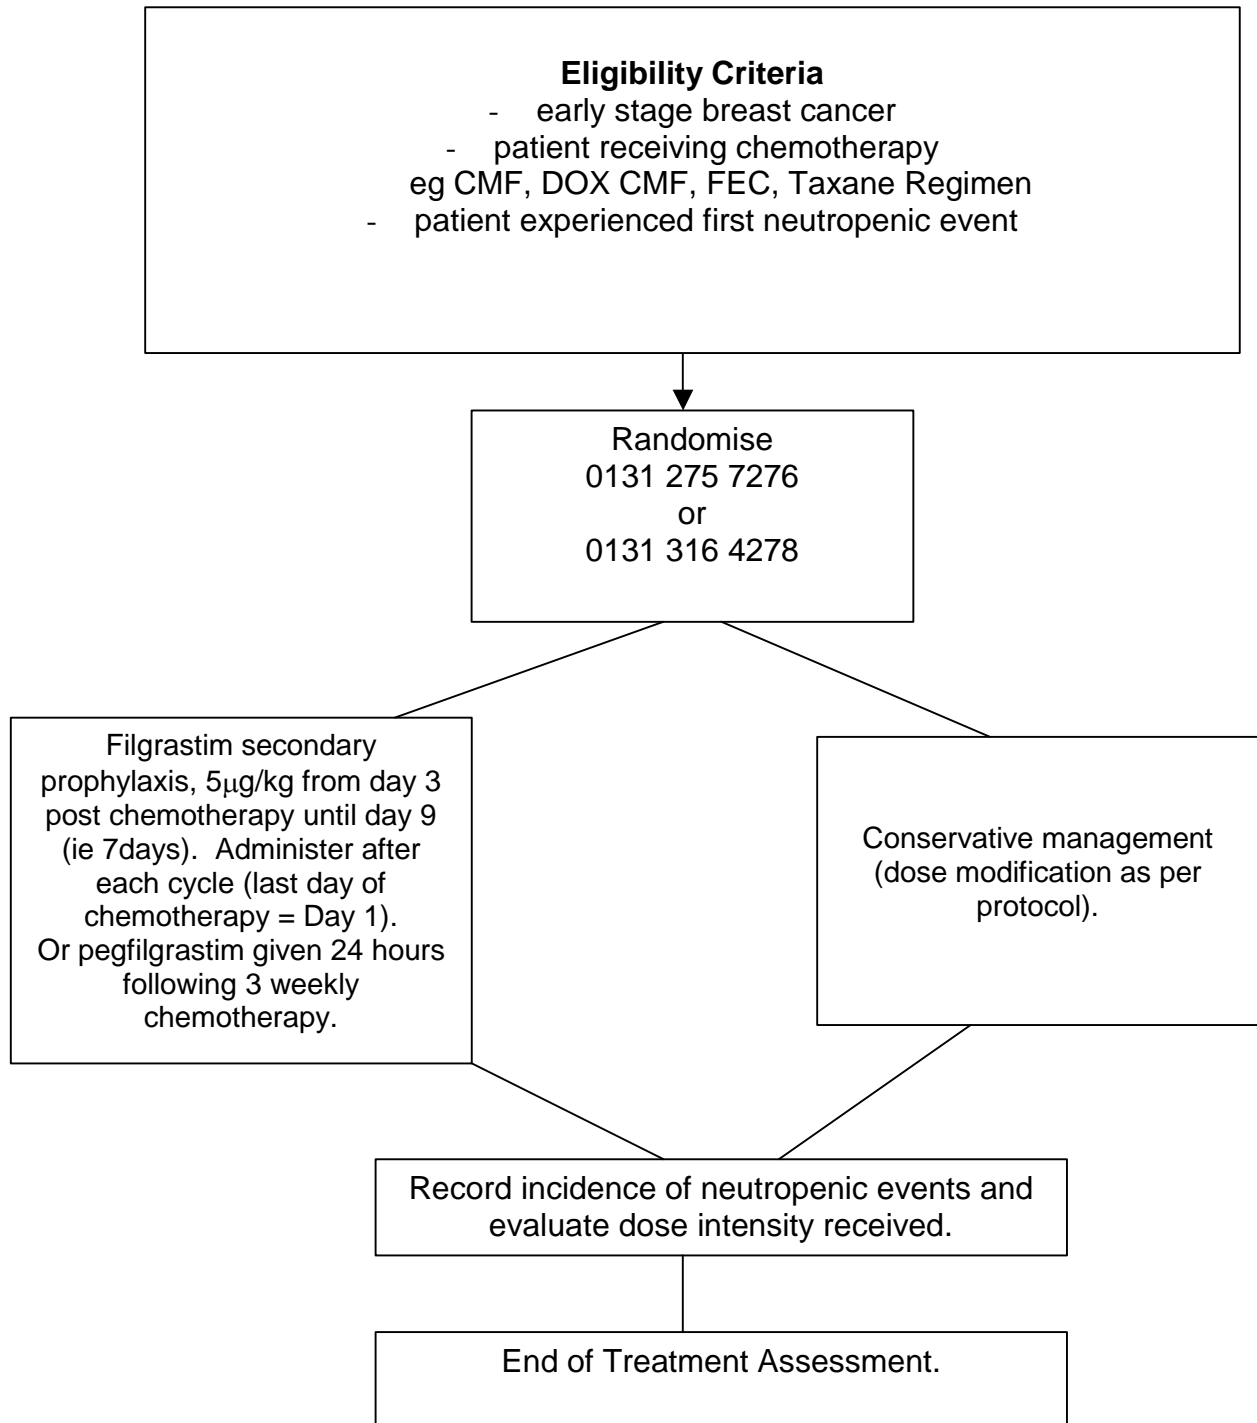 Eligibility Criteria
- early stage breast cancer
- patient receiving chemotherapy
eg CMF, DOX CMF, FEC, Taxane Regimen
- patient experienced first neutropenic event
Randomise
0131 275 7276
or
0131 316 4278
Filgrastim secondary
prophylaxis, 5μg/kg from day 3
post chemotherapy until day 9
(ie 7days). Administer after
each cycle (last day of
chemotherapy = Day 1).
Or pegfilgrastim given 24 hours
following 3 weekly
chemotherapy.
Conservative management
(dose modification as per
protocol).
Record incidence of neutropenic events and
evaluate dose intensity received.
End of Treatment Assessment.